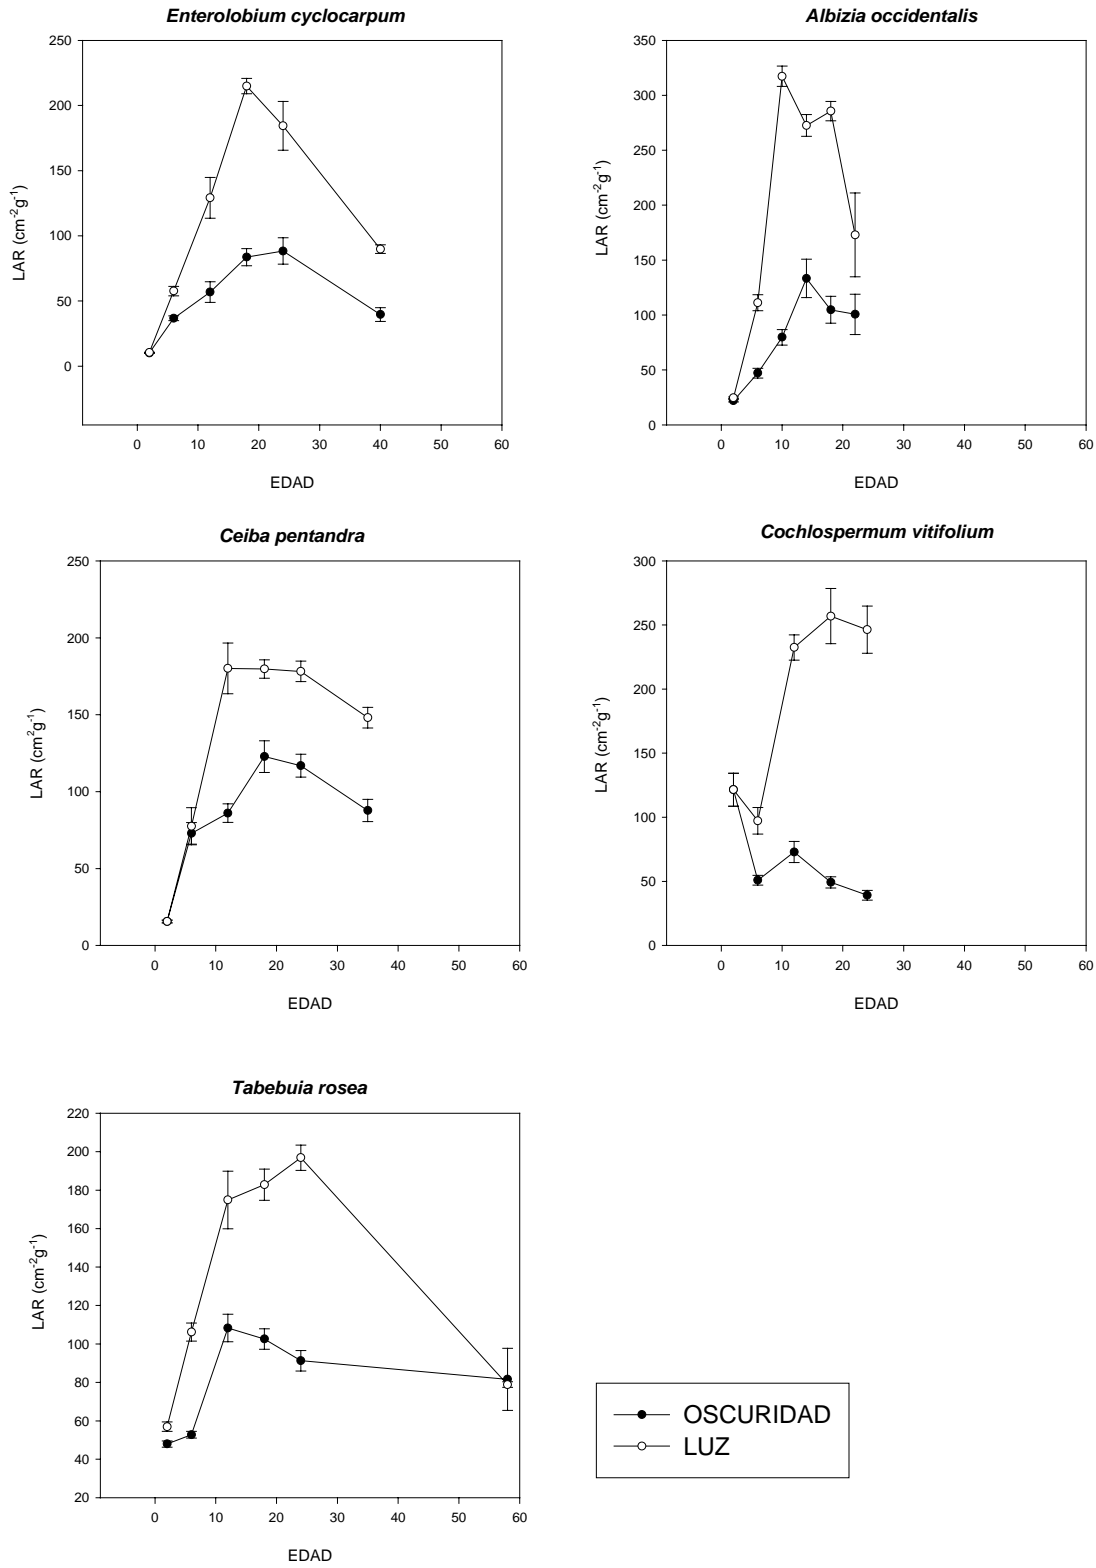 Enterolobium cyclocarpum
250
200
150
100
50
0
LAR (cm-2g-1)
0 10 20 30 40 50 60
EDAD
Albizia occidentalis
350
300
250
200
150
100
50
0
LAR (cm-2g-1)
0 10 20 30 40 50 60
EDAD
Ceiba pentandra
250
200
150
100
50
0
LAR (cm2g-1)
0 10 20 30 40 50 60
EDAD
Cochlospermum vitifolium
300
250
200
150
100
50
0
LAR (cm-2g-1)
0 10 20 30 40 50 60
EDAD
Tabebuia rosea
220
200
180
160
140
120
100
80
60
40
20
LAR (cm-2g-1)
0 10 20 30 40 50 60
EDAD
OSCURIDAD
LUZ